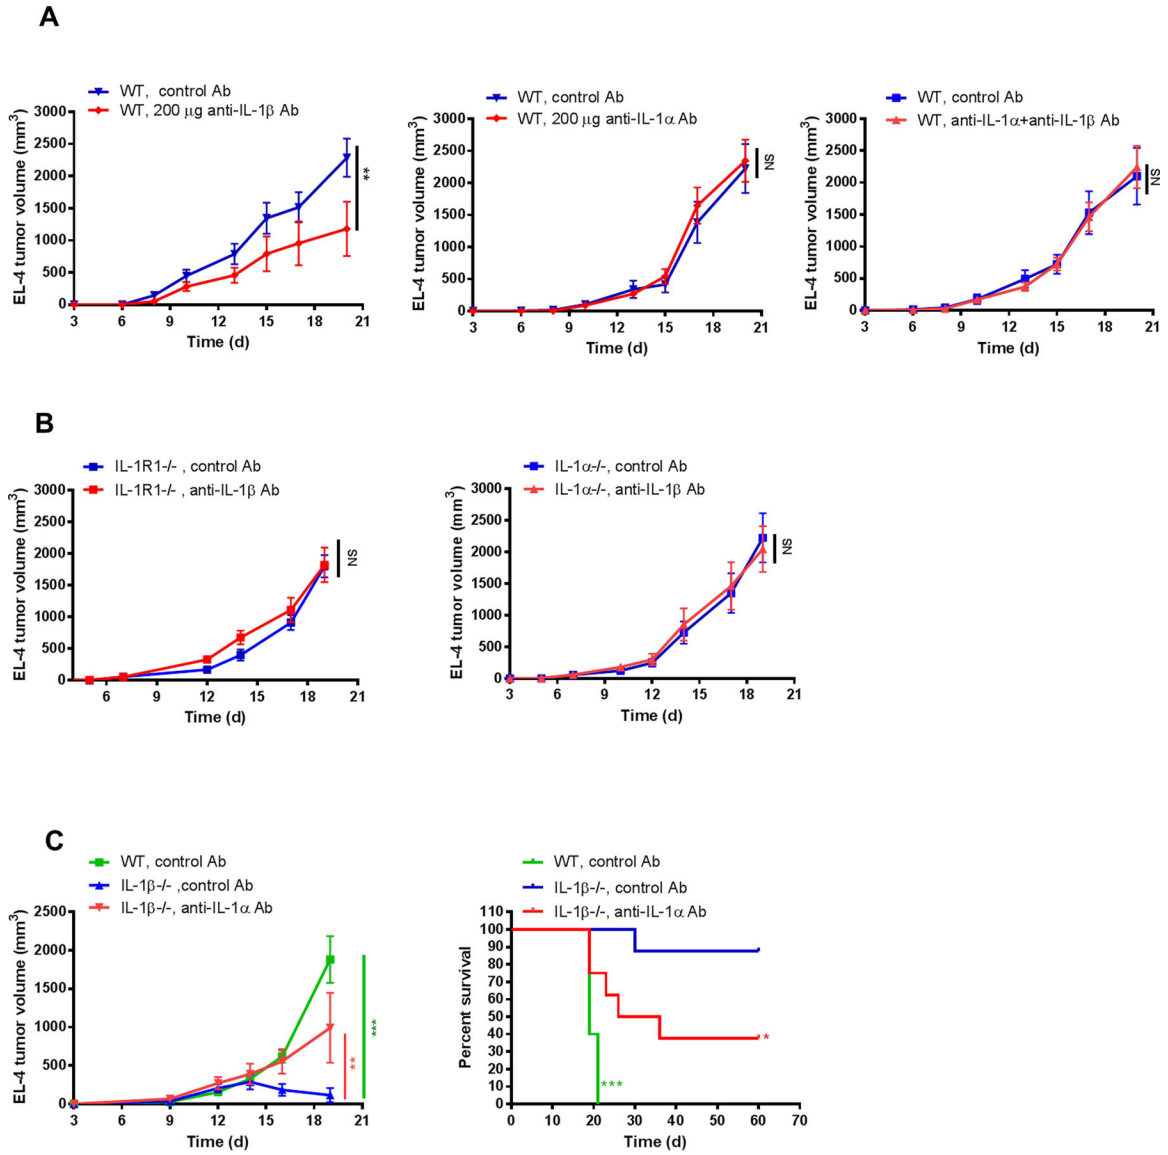 A
WT, control Ab
WT, 200 μg anti-IL-1β Ab
EL-4 tumor volume (mm³)
3000
2500
2000
1500
1000
500
0
3 6 9 12 15 18 21
Time (d)
**
WT, control Ab
WT, 200 μg anti-IL-1α Ab
EL-4 tumor volume (mm³)
3000
2500
2000
1500
1000
500
0
3 6 9 12 15 18 21
Time (d)
NS
WT, control Ab
WT, anti-IL-1α+anti-IL-1β Ab
EL-4 tumor volume (mm³)
3000
2500
2000
1500
1000
500
0
3 6 9 12 15 18 21
Time (d)
NS
B
IL-1R1-/- , control Ab
IL-1R1-/- , anti-IL-1β Ab
EL-4 tumor volume (mm³)
3000
2500
2000
1500
1000
500
0
6 9 12 15 18 21
Time (d)
NS
IL-1α-/-, control Ab
IL-1α-/-, anti-IL-1β Ab
EL-4 tumor volume (mm³)
3000
2500
2000
1500
1000
500
0
3 6 9 12 15 18 21
Time (d)
NS
C
WT, control Ab
IL-1β-/- ,control Ab
IL-1β-/-, anti-IL-1α Ab
EL-4 tumor volume (mm³)
2500
2000
1500
1000
500
0
3 6 9 12 15 18 21
Time (d)
**
***
WT, control Ab
IL-1β-/-, control Ab
IL-1β-/-, anti-IL-1α Ab
Percent survival
110
100
90
80
70
60
50
40
30
20
10
0
0 10 20 30 40 50 60 70
Time (d)
*
***